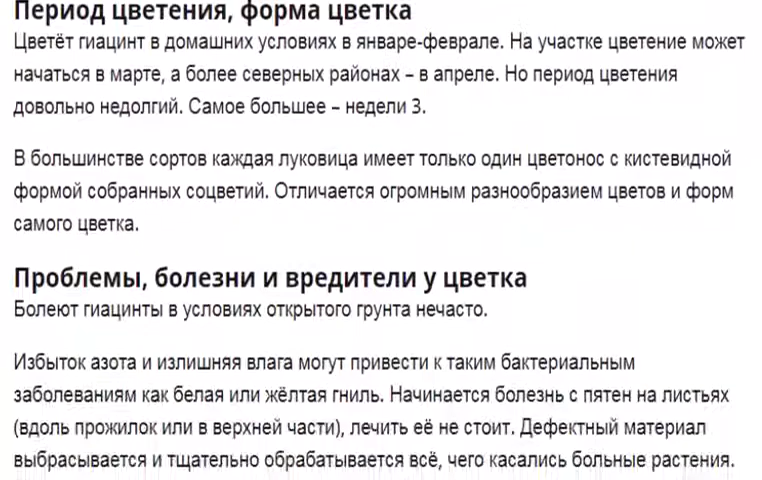 Период цветения, форма цветка
Цветёт гиацинт в домашних условиях в январе-феврале. На участке цветение может
начаться в марте, а более северных районах – в апреле. Но период цветения
довольно недолгий. Самое большее – недели 3.
В большинстве сортов каждая луковица имеет только один цветонос с кистевидной
формой собранных соцветий. Отличается огромным разнообразием цветов и форм
самого цветка.
Проблемы, болезни и вредители у цветка
Болеют гиацинты в условиях открытого грунта нечасто.
Избыток азота и излишняя влага могут привести к таким бактериальным
заболеваниям как белая или жёлтая гниль. Начинается болезнь с пятен на листьях
(вдоль прожилок или в верхней части), лечить её не стоит. Дефектный материал
выбрасывается и тщательно обрабатывается всё, чего касались больные растения.